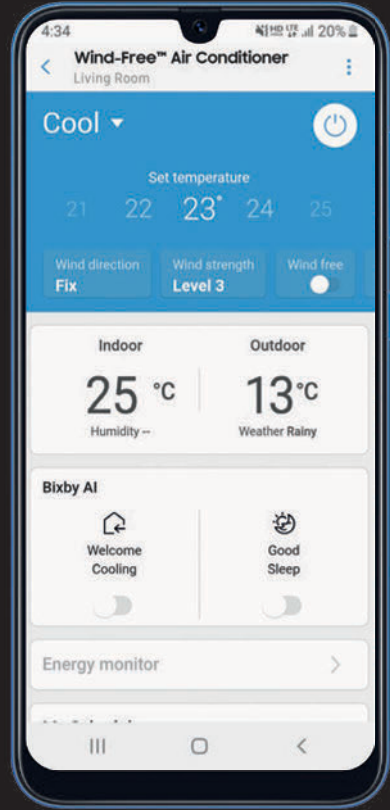 4:34
HD LTE 20%
Wind-Free™ Air Conditioner
Living Room
Cool
Set temperature
21 22 23° 24 25
Wind direction Wind strength Wind free
Fix Level 3
Indoor Outdoor
25 °C 13°C
Humidity -- Weather Rainy
Bixby AI
Welcome Good
Cooling Sleep
Energy monitor